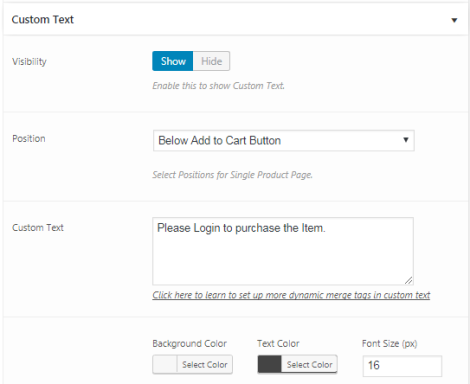 Custom Text
Visibility
Show Hide
Enable this to show Custom Text.
Position
Below Add to Cart Button
Select Positions for Single Product Page.
Custom Text
Please Login to purchase the Item.
Click here to learn to set up more dynamic merge tags in custom text
Background Color Text Color Font Size (px)
Select Color Select Color 16